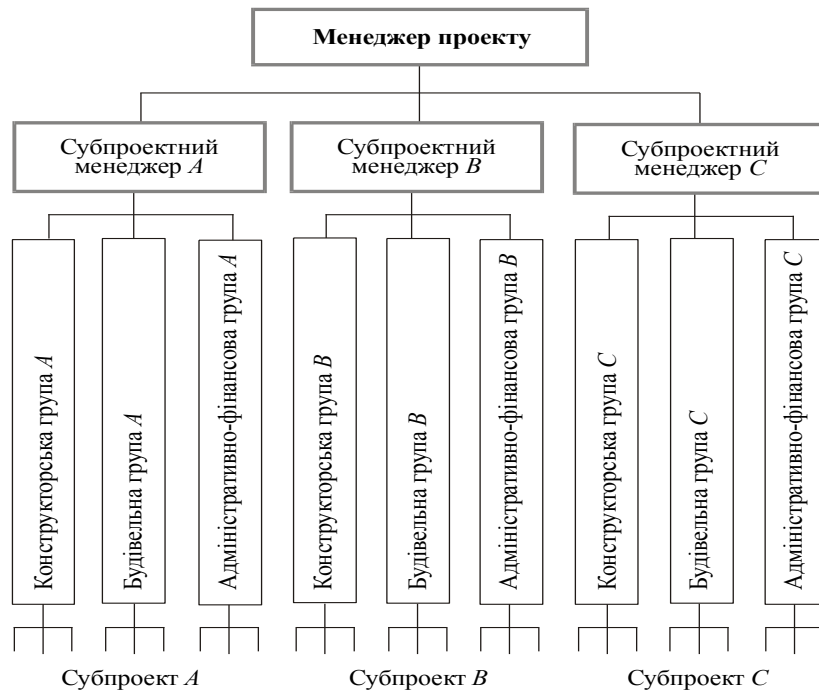 Менеджер проекту
Субпроектний
менеджер A
Субпроектний
менеджер B
Субпроектний
менеджер C
Конструкторська група A
Будівельна група A
Адміністративно-фінансова група A
Конструкторська група B
Будівельна група B
Адміністративно-фінансова група B
Конструкторська група C
Будівельна група C
Адміністративно-фінансова група C
Субпроект A
Субпроект B
Субпроект C